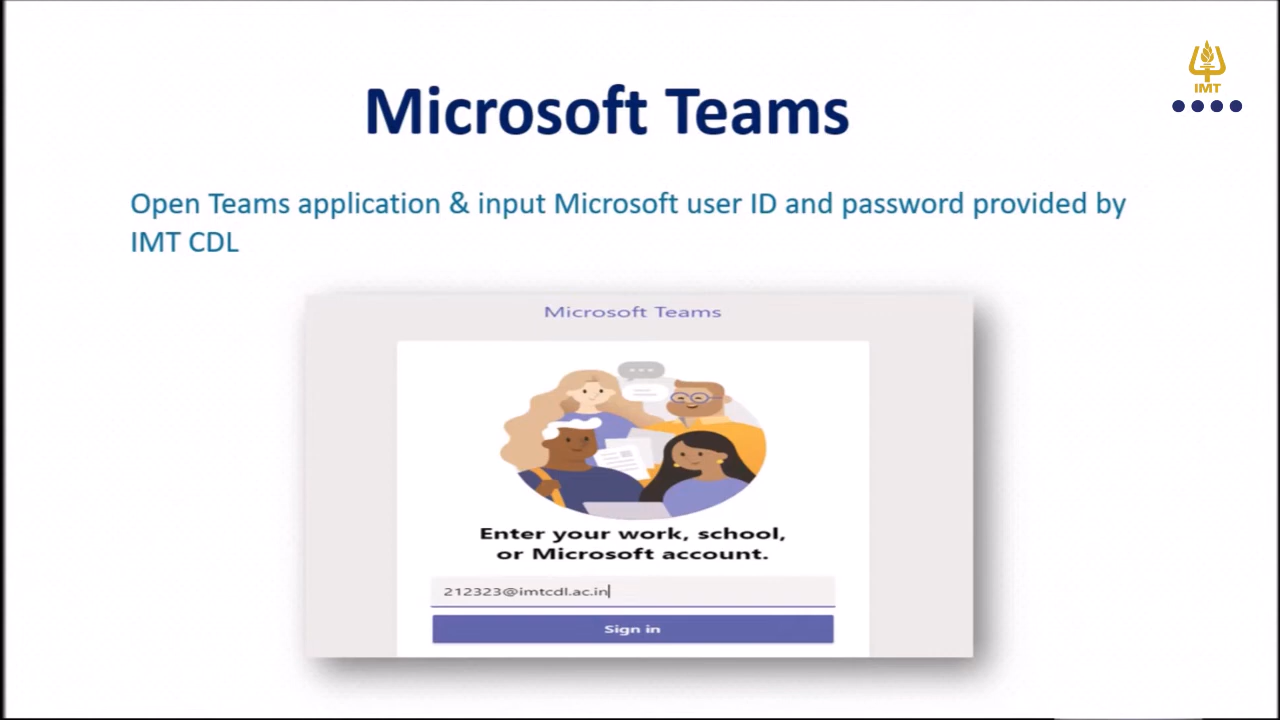 IMT
Microsoft Teams
Open Teams application & input Microsoft user ID and password provided by
IMT CDL
Microsoft Teams
Enter your work, school,
or Microsoft account.
212323@imtcdl.ac.in
Sign in